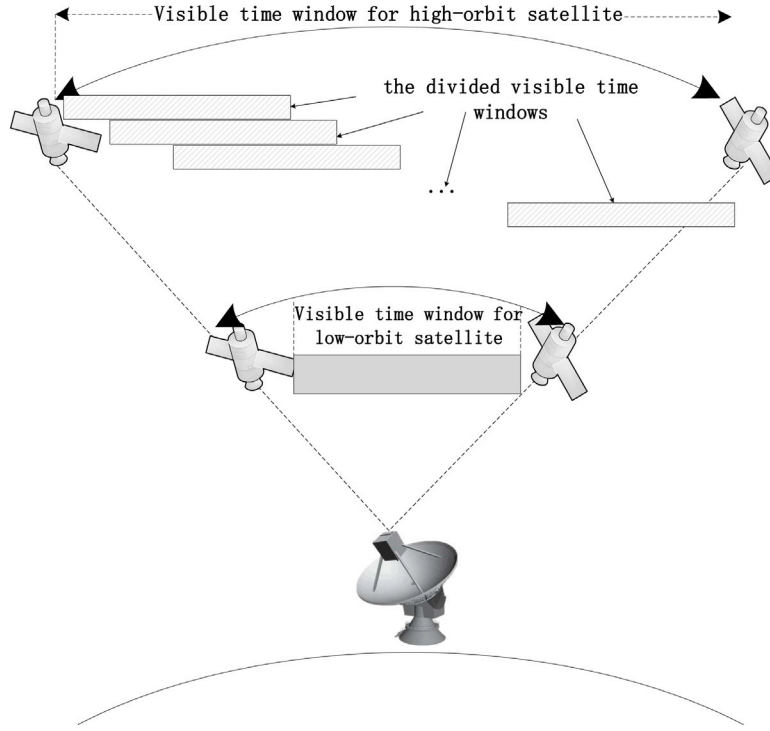 Visible time window for high-orbit satellite
the divided visible time
windows
...
Visible time window for
low-orbit satellite